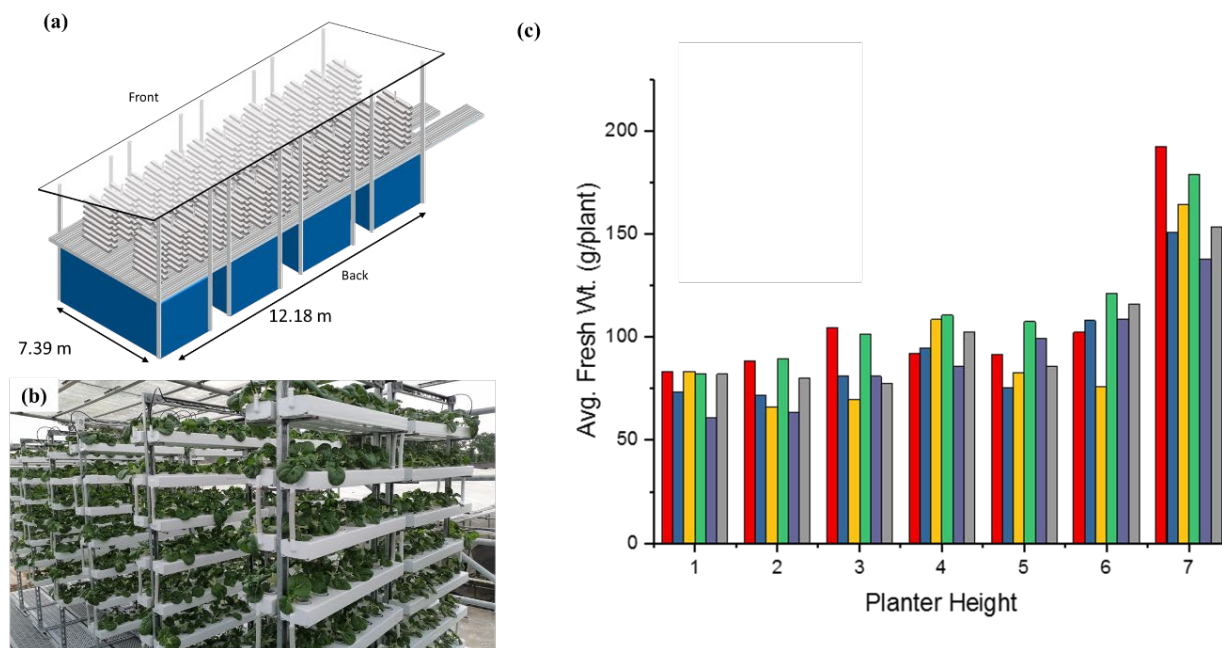 (a)
Front
Back
12.18 m
7.39 m
(b)
(c)
Avg. Fresh Wt. (g/plant)
200
150
100
50
0
1 2 3 4 5 6 7
Planter Height